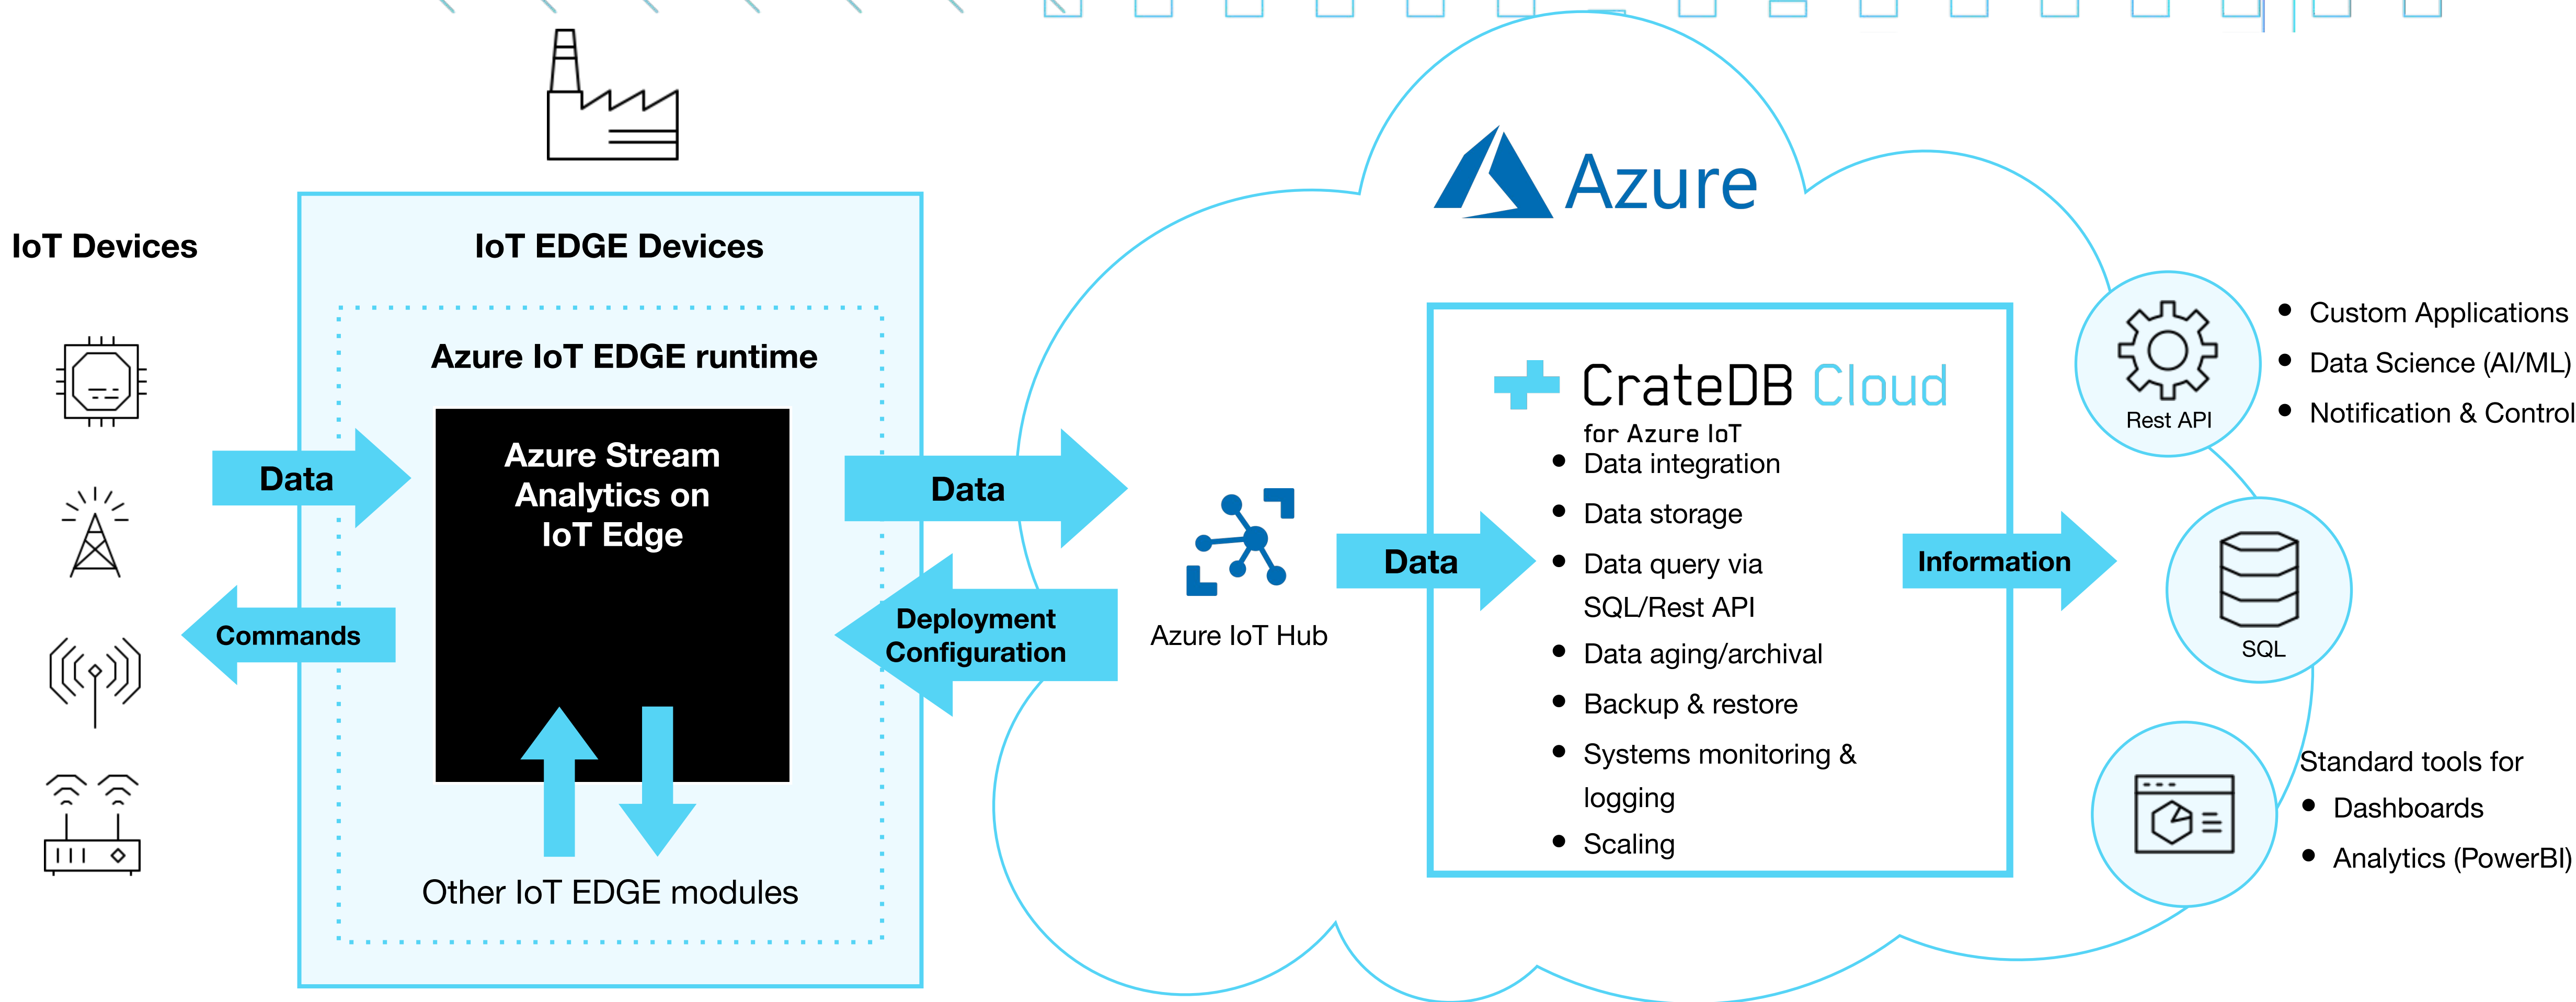 IoT Devices
Data
Commands
IoT EDGE Devices
Azure IoT EDGE runtime
Azure Stream
Analytics on
IoT Edge
Other IoT EDGE modules
Data
Deployment
Configuration
Azure
Azure IoT Hub
Data
CrateDB Cloud
for Azure IoT
• Data integration
• Data storage
• Data query via
SQL/Rest API
• Data aging/archival
• Backup & restore
• Systems monitoring &
logging
• Scaling
Information
Rest API
• Custom Applications
• Data Science (AI/ML)
• Notification & Control
SQL
Standard tools for
• Dashboards
• Analytics (PowerBI)